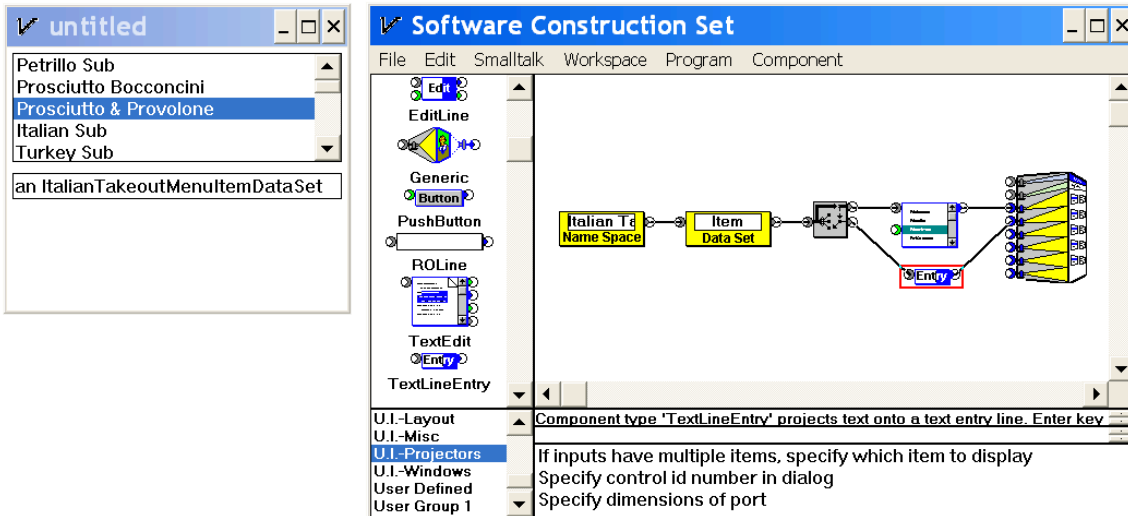 untitled
Petrillo Sub
Prosciutto Bocconcini
Prosciutto & Provolone
Italian Sub
Turkey Sub
an ItalianTakeoutMenuItemDataSet
Software Construction Set
File Edit Smalltalk Workspace Program Component
Edit
EditLine
Generic
Button
PushButton
ROLine
TextEdit
Entry
TextLineEntry
Italian Ta
Name Space
Item
Data Set
Entry
U.I.-Layout
U.I.-Misc
U.I.-Projectors
U.I.-Windows
User Defined
User Group 1
Component type 'TextLineEntry' projects text onto a text entry line. Enter key
If inputs have multiple items, specify which item to display
Specify control id number in dialog
Specify dimensions of port